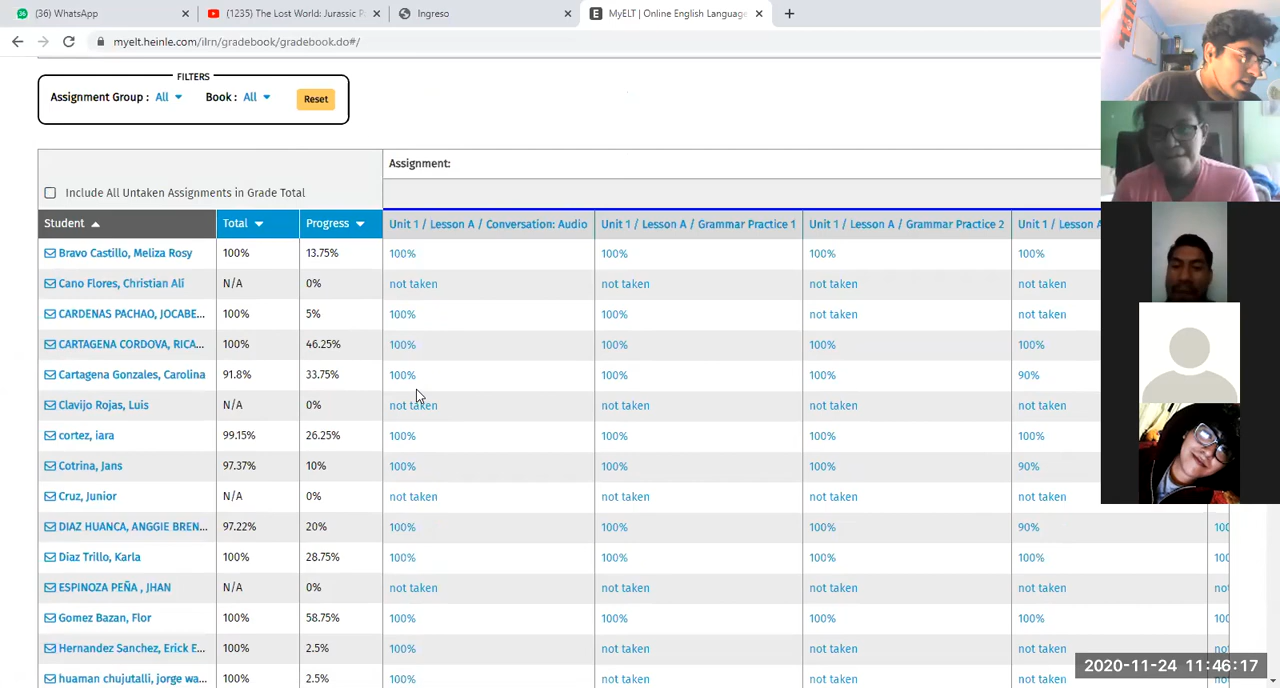 (36) WhatsApp
(1235) The Lost World: Jurassic P
Ingreso
MyELT | Online English Language
myelt.heinle.com/ilrn/gradebook/gradebook.do#/
FILTERS
Assignment Group : All Book : All Reset
Assignment:
Include All Untaken Assignments in Grade Total
Student Total Progress Unit 1 / Lesson A / Conversation: Audio Unit 1 / Lesson A / Grammar Practice 1 Unit 1 / Lesson A / Grammar Practice 2 Unit 1 / Lesson A
Bravo Castillo, Meliza Rosy 100% 13.75% 100% 100% 100% 100%
Cano Flores, Christian Alí N/A 0% not taken not taken not taken not taken
CARDENAS PACHAO, JOCABE... 100% 5% 100% 100% not taken not taken
CARTAGENA CORDOVA, RICA... 100% 46.25% 100% 100% 100% 100%
Cartagena Gonzales, Carolina 91.8% 33.75% 100% 100% 100% 90%
Clavijo Rojas, Luis N/A 0% not taken not taken not taken not taken
cortez, iara 99.15% 26.25% 100% 100% 100% 100%
Cotrina, Jans 97.37% 10% 100% 100% 100% 90%
Cruz, Junior N/A 0% not taken not taken not taken not taken
DIAZ HUANCA, ANGGIE BREN... 97.22% 20% 100% 100% 100% 90% 100
Diaz Trillo, Karla 100% 28.75% 100% 100% 100% 100% 100
ESPINOZA PEÑA , JHAN N/A 0% not taken not taken not taken not taken not
Gomez Bazan, Flor 100% 58.75% 100% 100% 100% 100% 100
Hernandez Sanchez, Erick E... 100% 2.5% 100% not taken not taken not taken not
huaman chujutalli, jorge wa... 100% 2.5% 100% not taken not taken not taken
2020-11-24 11:46:17